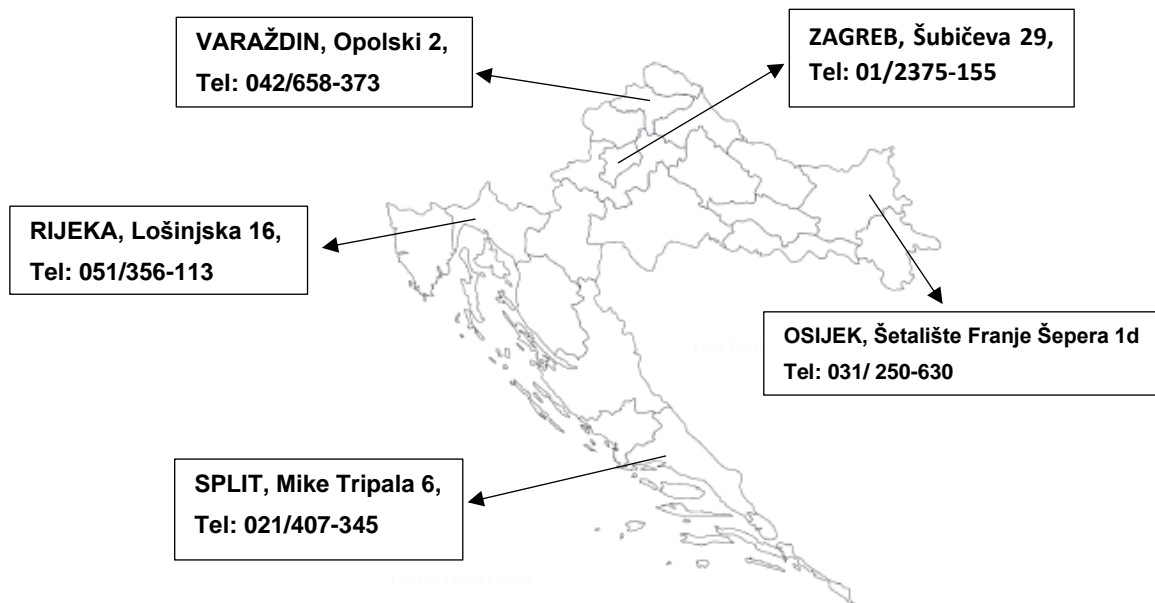 VARAŽDIN, Opolski 2,
Tel: 042/658-373
ZAGREB, Šubičeva 29,
Tel: 01/2375-155
RIJEKA, Lošinjska 16,
Tel: 051/356-113
OSIJEK, Šetalište Franje Šepera 1d
Tel: 031/ 250-630
SPLIT, Mike Tripala 6,
Tel: 021/407-345